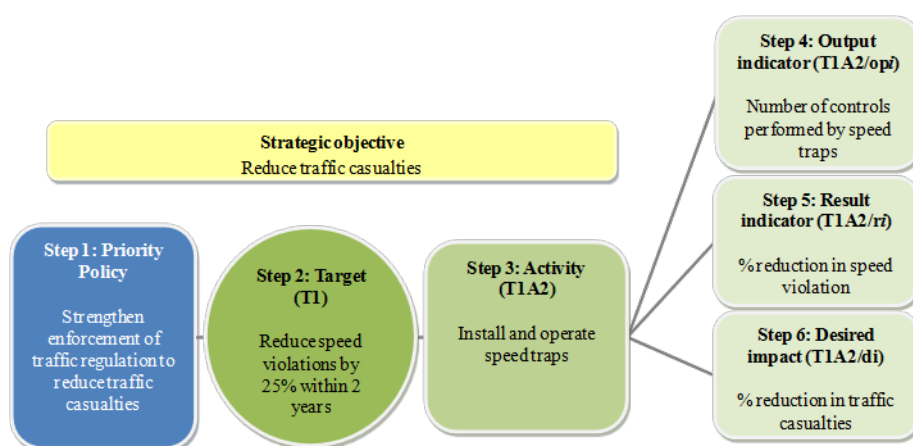 Strategic objective
Reduce traffic casualties
Step 1: Priority
Policy
Strengthen
enforcement of
traffic regulation to
reduce traffic
casualties
Step 2: Target
(T1)
Reduce speed
violations by
25% within 2
years
Step 3: Activity
(T1A2)
Install and operate
speed traps
Step 4: Output
indicator (T1A2/opi)
Number of controls
performed by speed
traps
Step 5: Result
indicator (T1A2/ri)
% reduction in speed
violation
Step 6: Desired
impact (T1A2/di)
% reduction in traffic
casualties